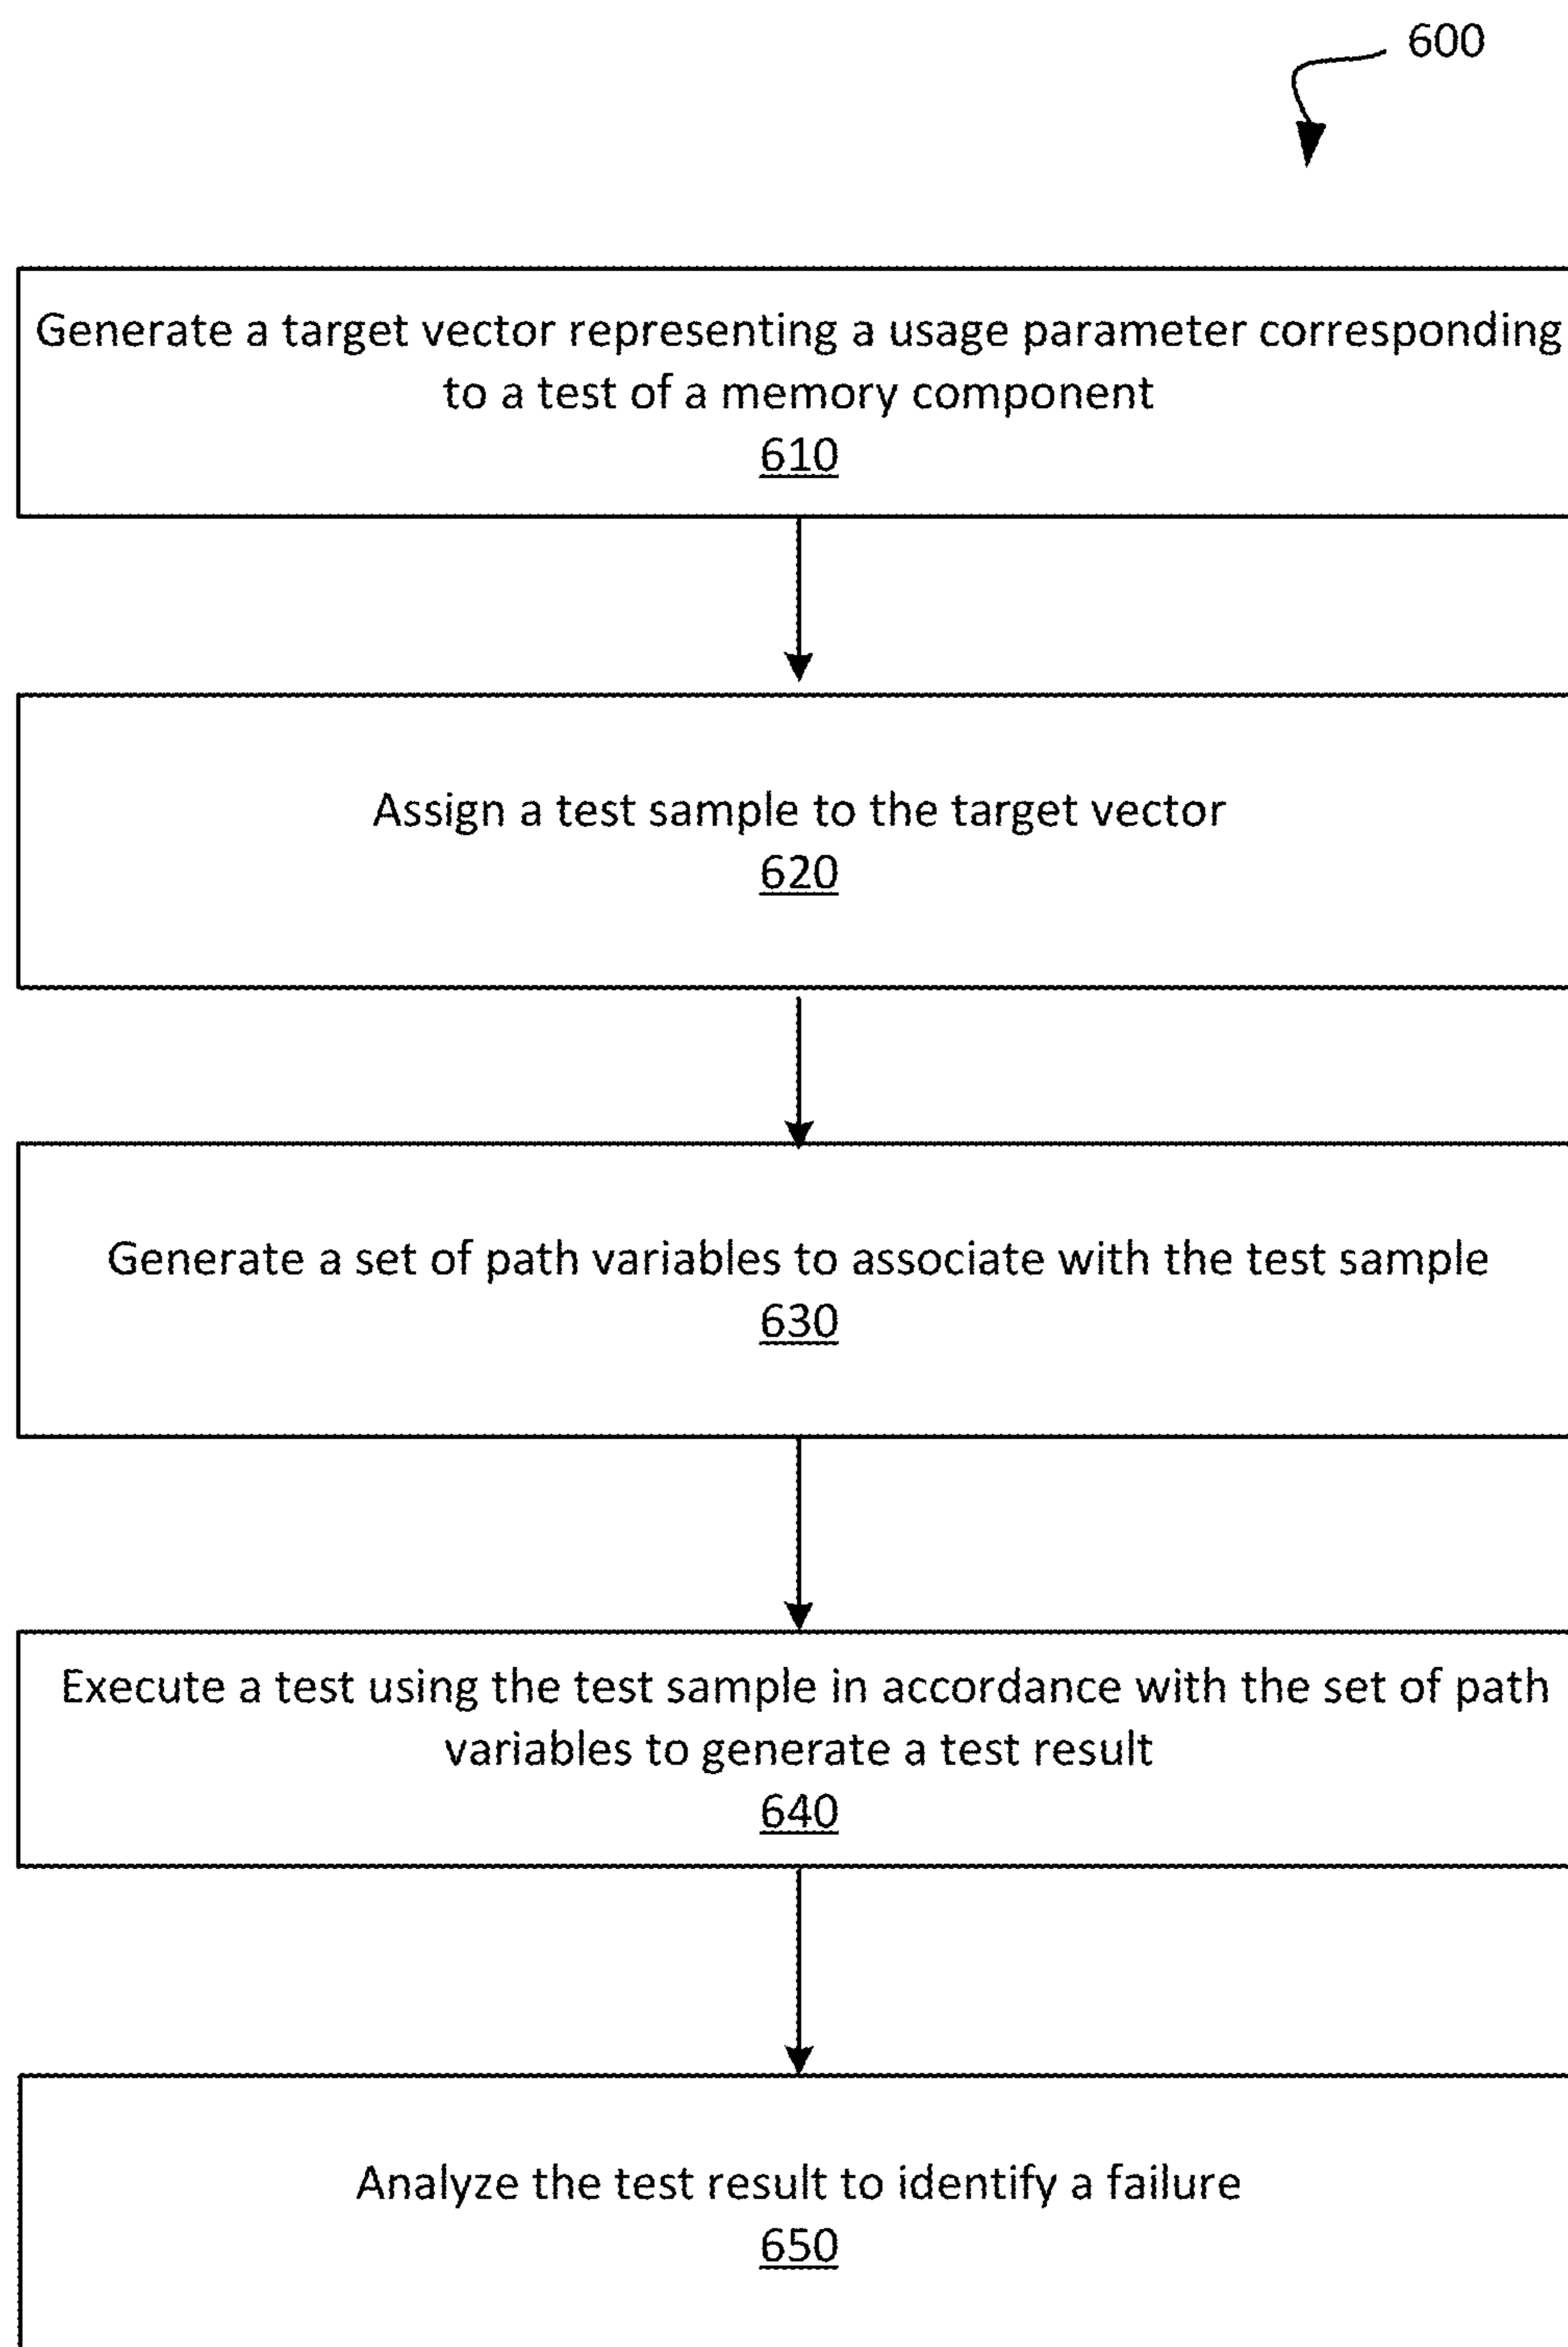 600
Generate a target vector representing a usage parameter corresponding
to a test of a memory component
610
Assign a test sample to the target vector
620
Generate a set of path variables to associate with the test sample
630
Execute a test using the test sample in accordance with the set of path
variables to generate a test result
640
Analyze the test result to identify a failure
650